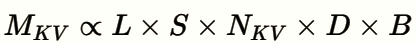 M_{KV} ∝ L × S × N_{KV} × D × B